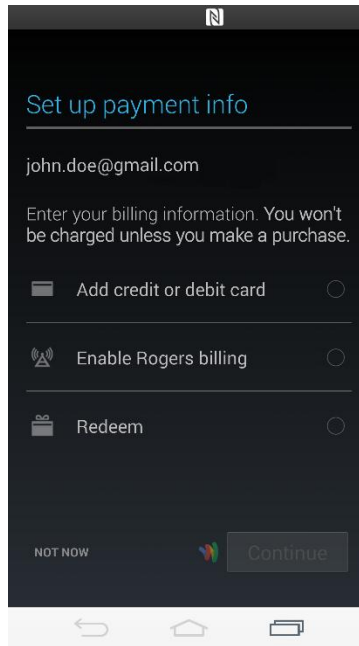 Set up payment info
john.doe@gmail.com
Enter your billing information. You won't
be charged unless you make a purchase.
Add credit or debit card
Enable Rogers billing
Redeem
NOT NOW
Continue